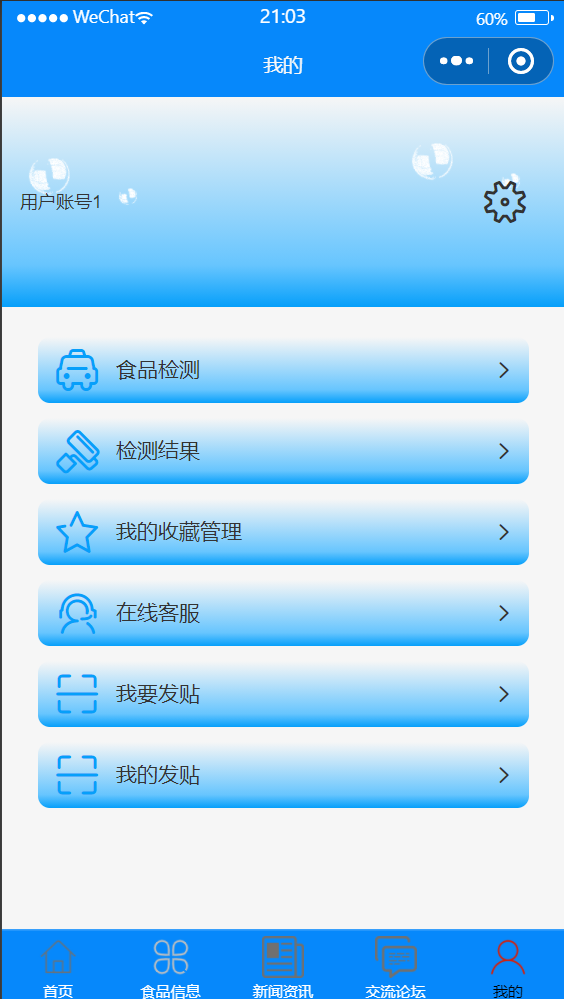 WeChat 21:03 60%
我的
用户账号1
食品检测
检测结果
我的收藏管理
在线客服
我要发贴
我的发贴
首页 食品信息 新闻资讯 交流论坛 我的